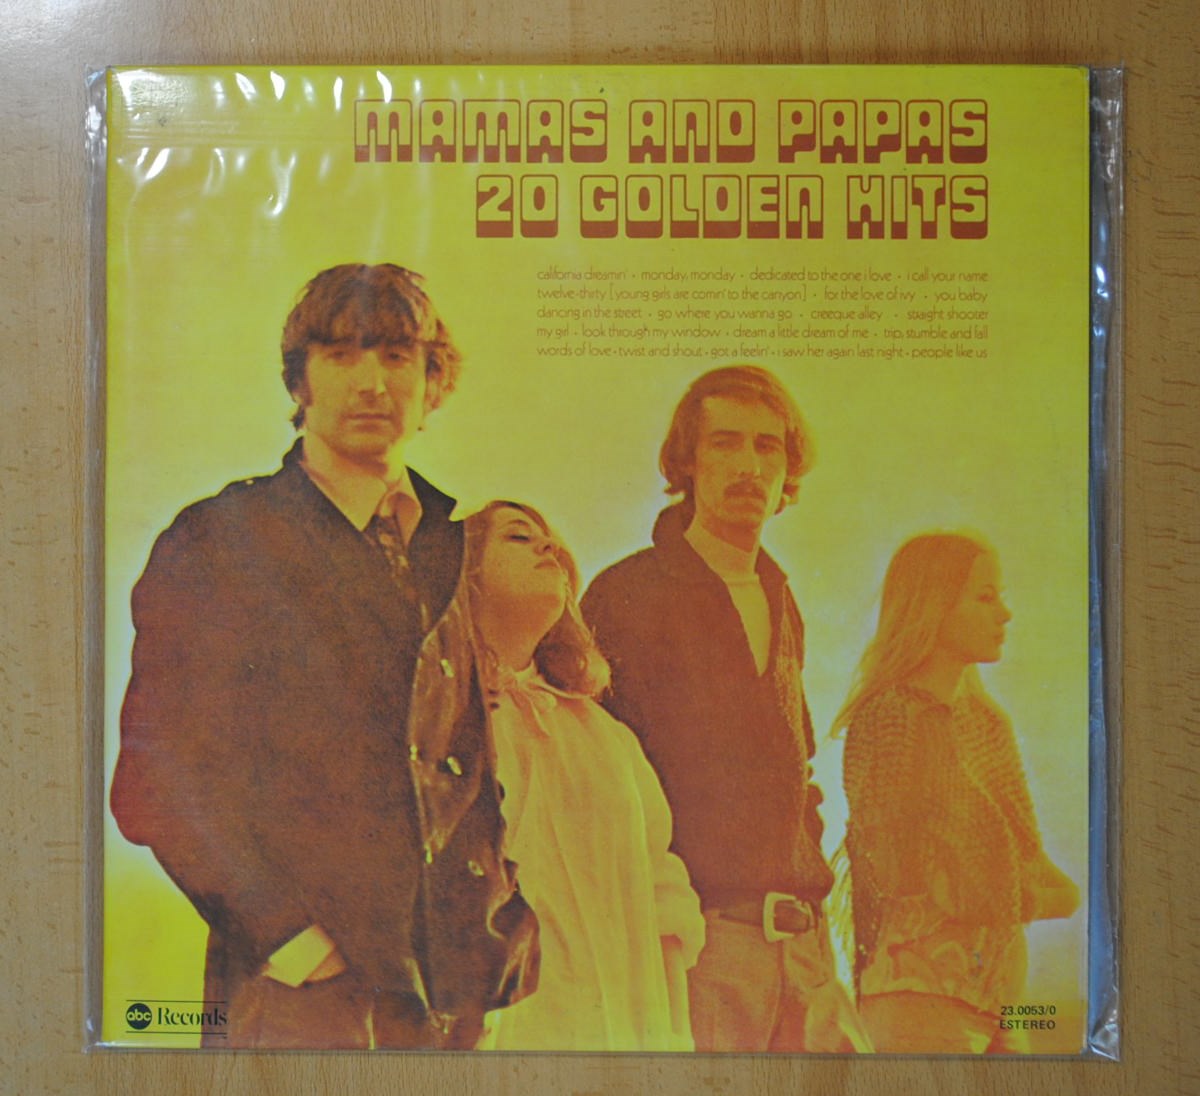 MAMAS AND PAPAS
20 GOLDEN HITS
california dreamin' • monday, monday • dedicated to the one i love • i call your name
twelve-thirty [young girls are comin' to the canyon] • for the love of ivy • you baby
dancing in the street • go where you wanna go • creeque alley • straight shooter
my girl • look through my window • dream a little dream of me • trip, stumble and fall
words of love • twist and shout • got a feelin' • i saw her again last night • people like us
abc Records
23.0053/0
ESTEREO